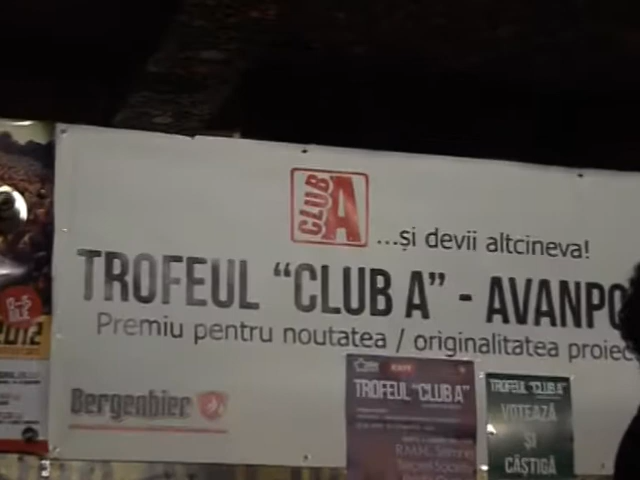 CLUB A
...și devii altcineva!
TROFEUL "CLUB A" - AVANPO
Premiu pentru noutatea / originalitatea proiec
Bergenbier
2012
TROFEUL "CLUB A"
TROFEUL "CLUB A"
VOTEAZĂ
ȘI
CÂȘTIGĂ